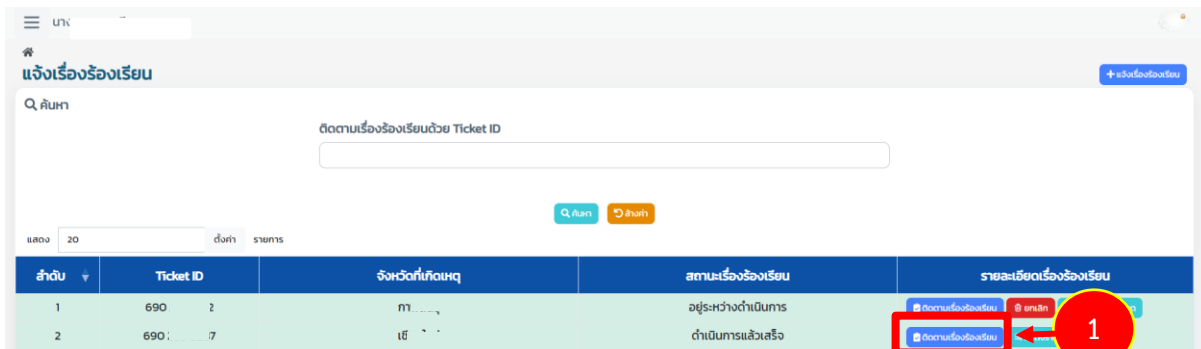 นาง
แจ้งเรื่องร้องเรียน
+ แจ้งเรื่องร้องเรียน
ค้นหา
ติดตามเรื่องร้องเรียนด้วย Ticket ID
ค้นหา ล้างค่า
แสดง 20 ตั้งค่า รายการ
ลำดับ Ticket ID จังหวัดที่เกิดเหตุ สถานะเรื่องร้องเรียน รายละเอียดเรื่องร้องเรียน
1 690 2 อยู่ระหว่างดำเนินการ ติดตามเรื่องร้องเรียน ยกเลิก
2 690 7 ดำเนินการแล้วเสร็จ ติดตามเรื่องร้องเรียน
1